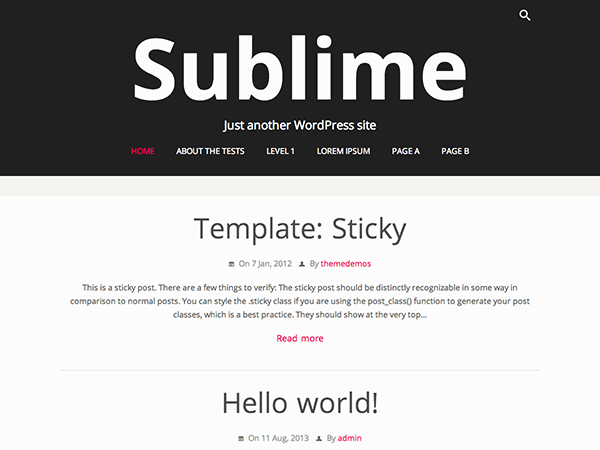 Sublime
Just another WordPress site
HOME ABOUT THE TESTS LEVEL 1 LOREM IPSUM PAGE A PAGE B
Template: Sticky
On 7 Jan, 2012 By themedemos
This is a sticky post. There are a few things to verify: The sticky post should be distinctly recognizable in some way in
comparison to normal posts. You can style the .sticky class if you are using the post_class() function to generate your post
classes, which is a best practice. They should show at the very top...
Read more
Hello world!
On 11 Aug, 2013 By admin